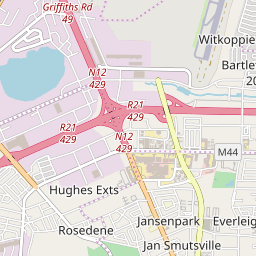 Griffiths Rd
49
Witkoppie
Bartle
20
N12
429
R21
429
R21
429
N12
429
M44
Hughes Exts
Jansenpark
Everleig
Rosedene
Jan Smutsville